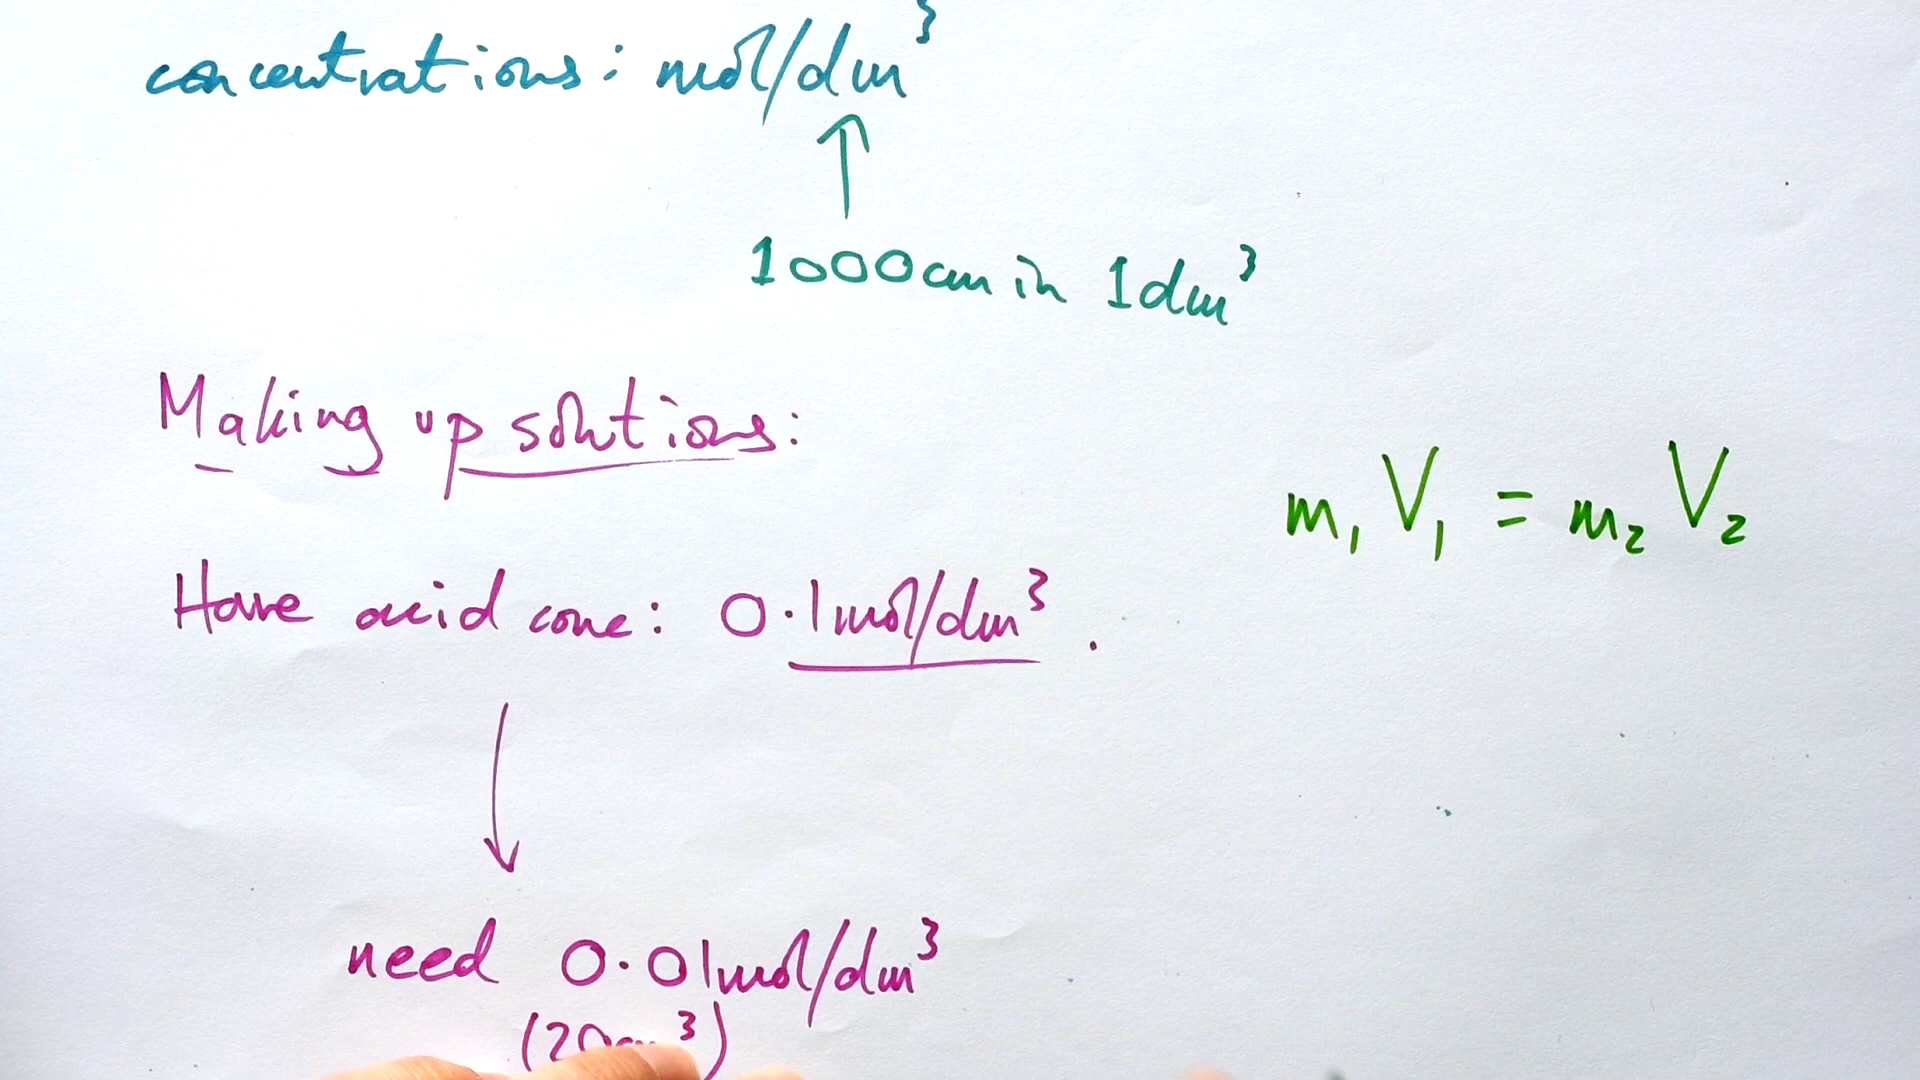 concentrations: mol/dm³
↑
1000cm in 1dm³
Making up solutions:
m₁V₁ = m₂V₂
Have acid conc: 0.1mol/dm³.
↓
need 0.01mol/dm³